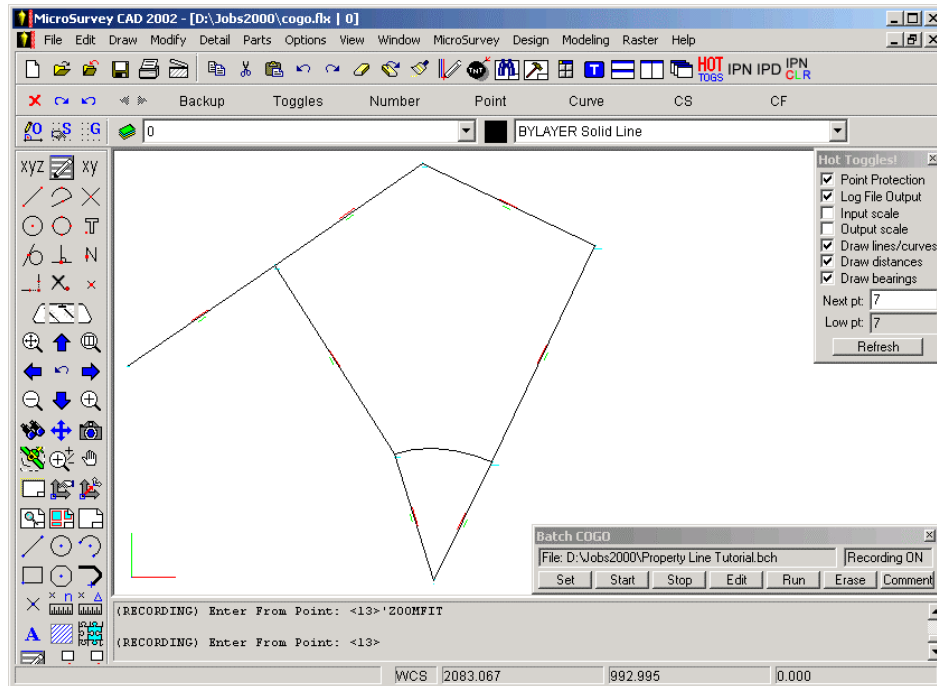 MicroSurvey CAD 2002 - [D:\Jobs2000\cogo.flx | 0]
File Edit Draw Modify Detail Parts Options View Window MicroSurvey Design Modeling Raster Help
TNT T HOT TOGS IPN IPD IPN CLR
Backup Toggles Number Point Curve CS CF
O S G 0 BYLAYER Solid Line
XYZ XY
T
N
x n x Δ
A
Hot Toggles!
Point Protection
Log File Output
Input scale
Output scale
Draw lines/curves
Draw distances
Draw bearings
Next pt: 7
Low pt: 7
Refresh
Batch COGO
File: D:\Jobs2000\Property Line Tutorial.bch Recording ON
Set Start Stop Edit Run Erase Comment
(RECORDING) Enter From Point: <13>'ZOOMFIT
(RECORDING) Enter From Point: <13>
WCS 2083.067 992.995 0.000